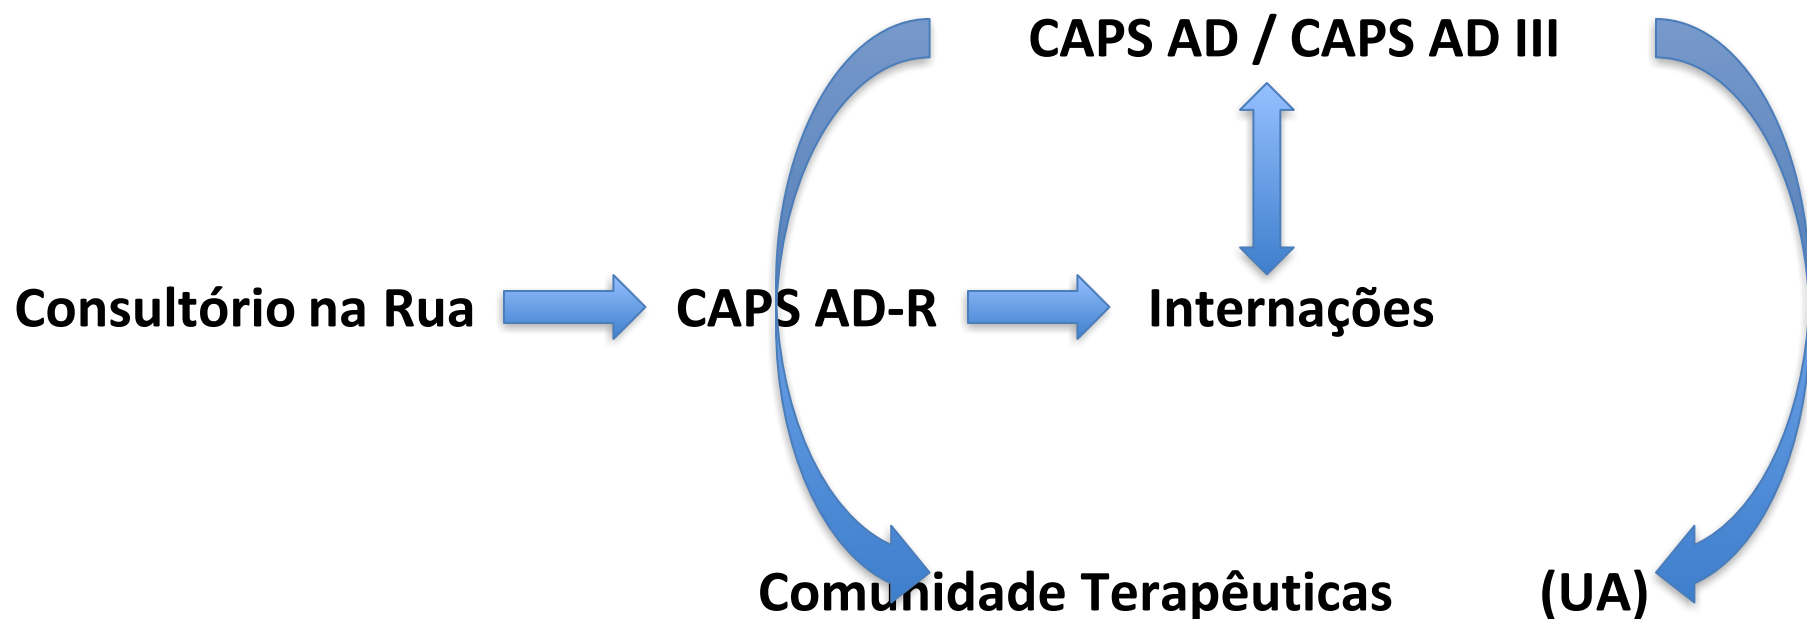 CAPS AD / CAPS AD III
Consultório na Rua CAPS AD-R Internações
Comunidade Terapêuticas (UA)